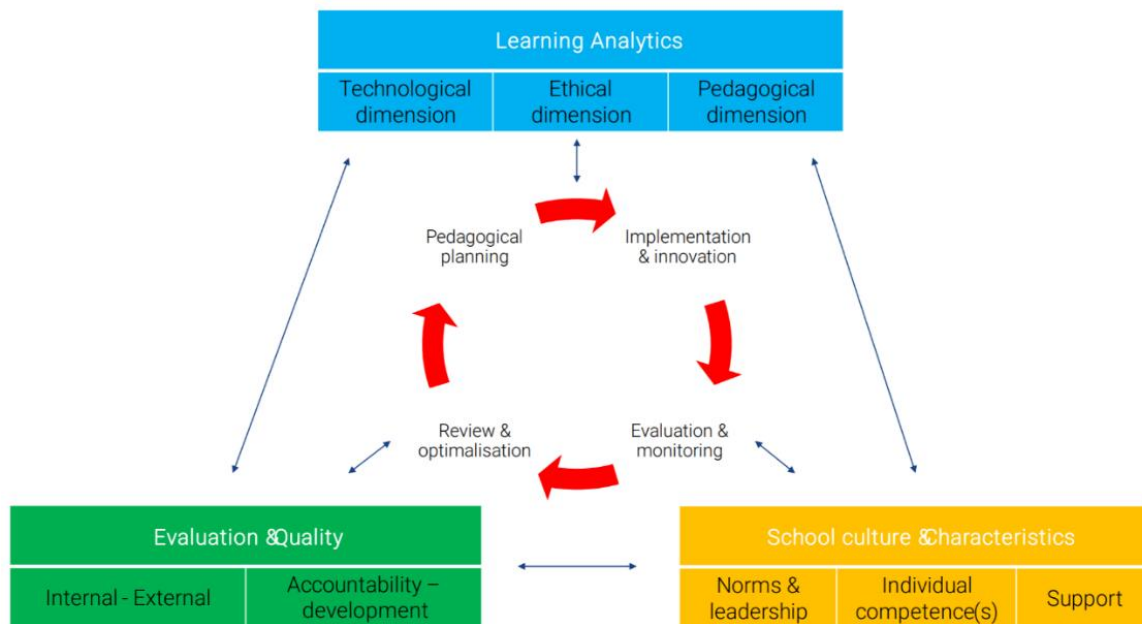 Learning Analytics
Technological dimension
Ethical dimension
Pedagogical dimension
Pedagogical planning
Implementation & innovation
Review & optimalisation
Evaluation & monitoring
Evaluation &Quality
Internal - External
Accountability – development
School culture &Characteristics
Norms & leadership
Individual competence(s)
Support